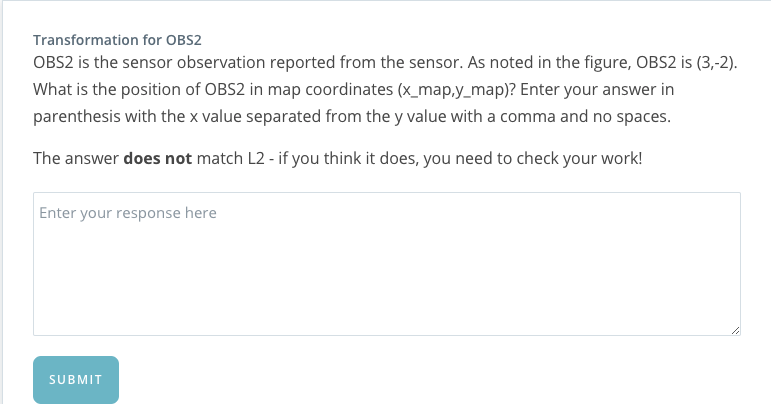 Transformation for OBS2
OBS2 is the sensor observation reported from the sensor. As noted in the figure, OBS2 is (3,-2).
What is the position of OBS2 in map coordinates (x_map,y_map)? Enter your answer in
parenthesis with the x value separated from the y value with a comma and no spaces.
The answer does not match L2 - if you think it does, you need to check your work!
Enter your response here
SUBMIT